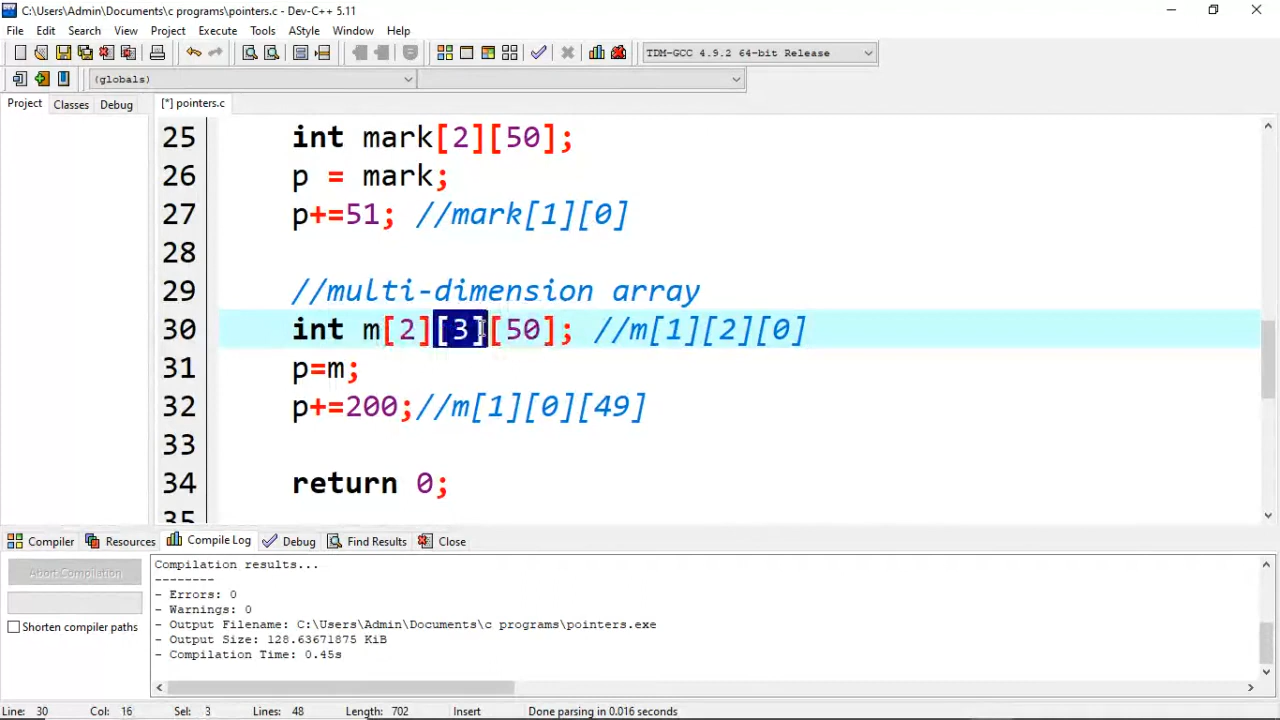 C:\Users\Admin\Documents\c programs\pointers.c - Dev-C++ 5.11
File Edit Search View Project Execute Tools AStyle Window Help
TDM-GCC 4.9.2 64-bit Release
(globals)
Project Classes Debug [*] pointers.c
25 int mark[2][50];
26 p = mark;
27 p+=51; //mark[1][0]
28
29 //multi-dimension array
30 int m[2][3][50]; //m[1][2][0]
31 p=m;
32 p+=200;//m[1][0][49]
33
34 return 0;
35
Compiler Resources Compile Log Debug Find Results Close
Abort Compilation
Shorten compiler paths
Compilation results...
--------
- Errors: 0
- Warnings: 0
- Output Filename: C:\Users\Admin\Documents\c programs\pointers.exe
- Output Size: 128.63671875 KiB
- Compilation Time: 0.45s
Line: 30 Col: 16 Sel: 3 Lines: 48 Length: 702 Insert Done parsing in 0.016 seconds